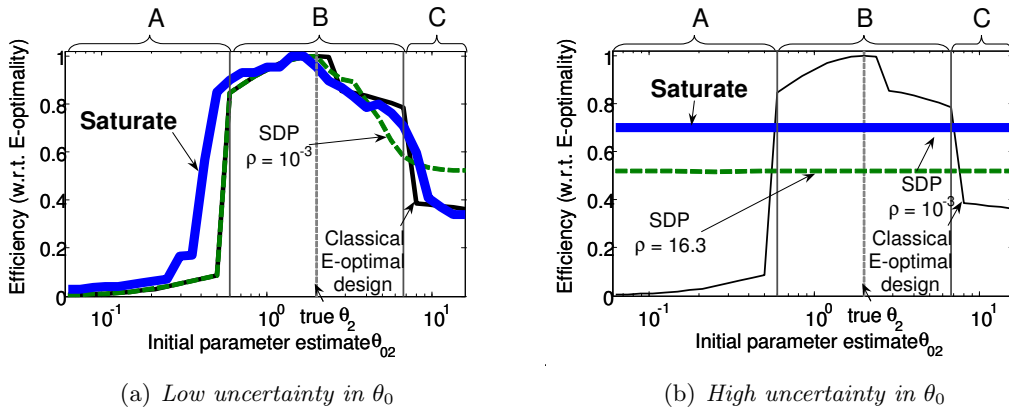 A B C
Efficiency (w.r.t. E-optimality)
1
0.8
0.6
0.4
0.2
0
Saturate
SDP
ρ = 10⁻³
Classical
E-optimal
design
10⁻¹ 10⁰ 10¹
true θ₂
Initial parameter estimateθ₀₂
(a) Low uncertainty in θ₀
A B C
Efficiency (w.r.t. E-optimality)
1
0.8
0.6
0.4
0.2
0
Saturate
SDP
ρ = 16.3
SDP
ρ = 10⁻³
Classical
E-optimal
design
10⁻¹ 10⁰ 10¹
true θ₂
Initial parameter estimateθ₀₂
(b) High uncertainty in θ₀